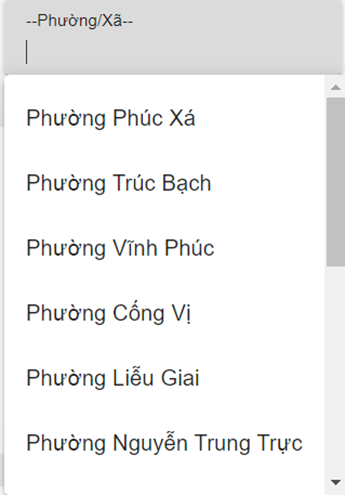 --Phường/Xã--
Phường Phúc Xá
Phường Trúc Bạch
Phường Vĩnh Phúc
Phường Cống Vị
Phường Liễu Giai
Phường Nguyễn Trung Trực